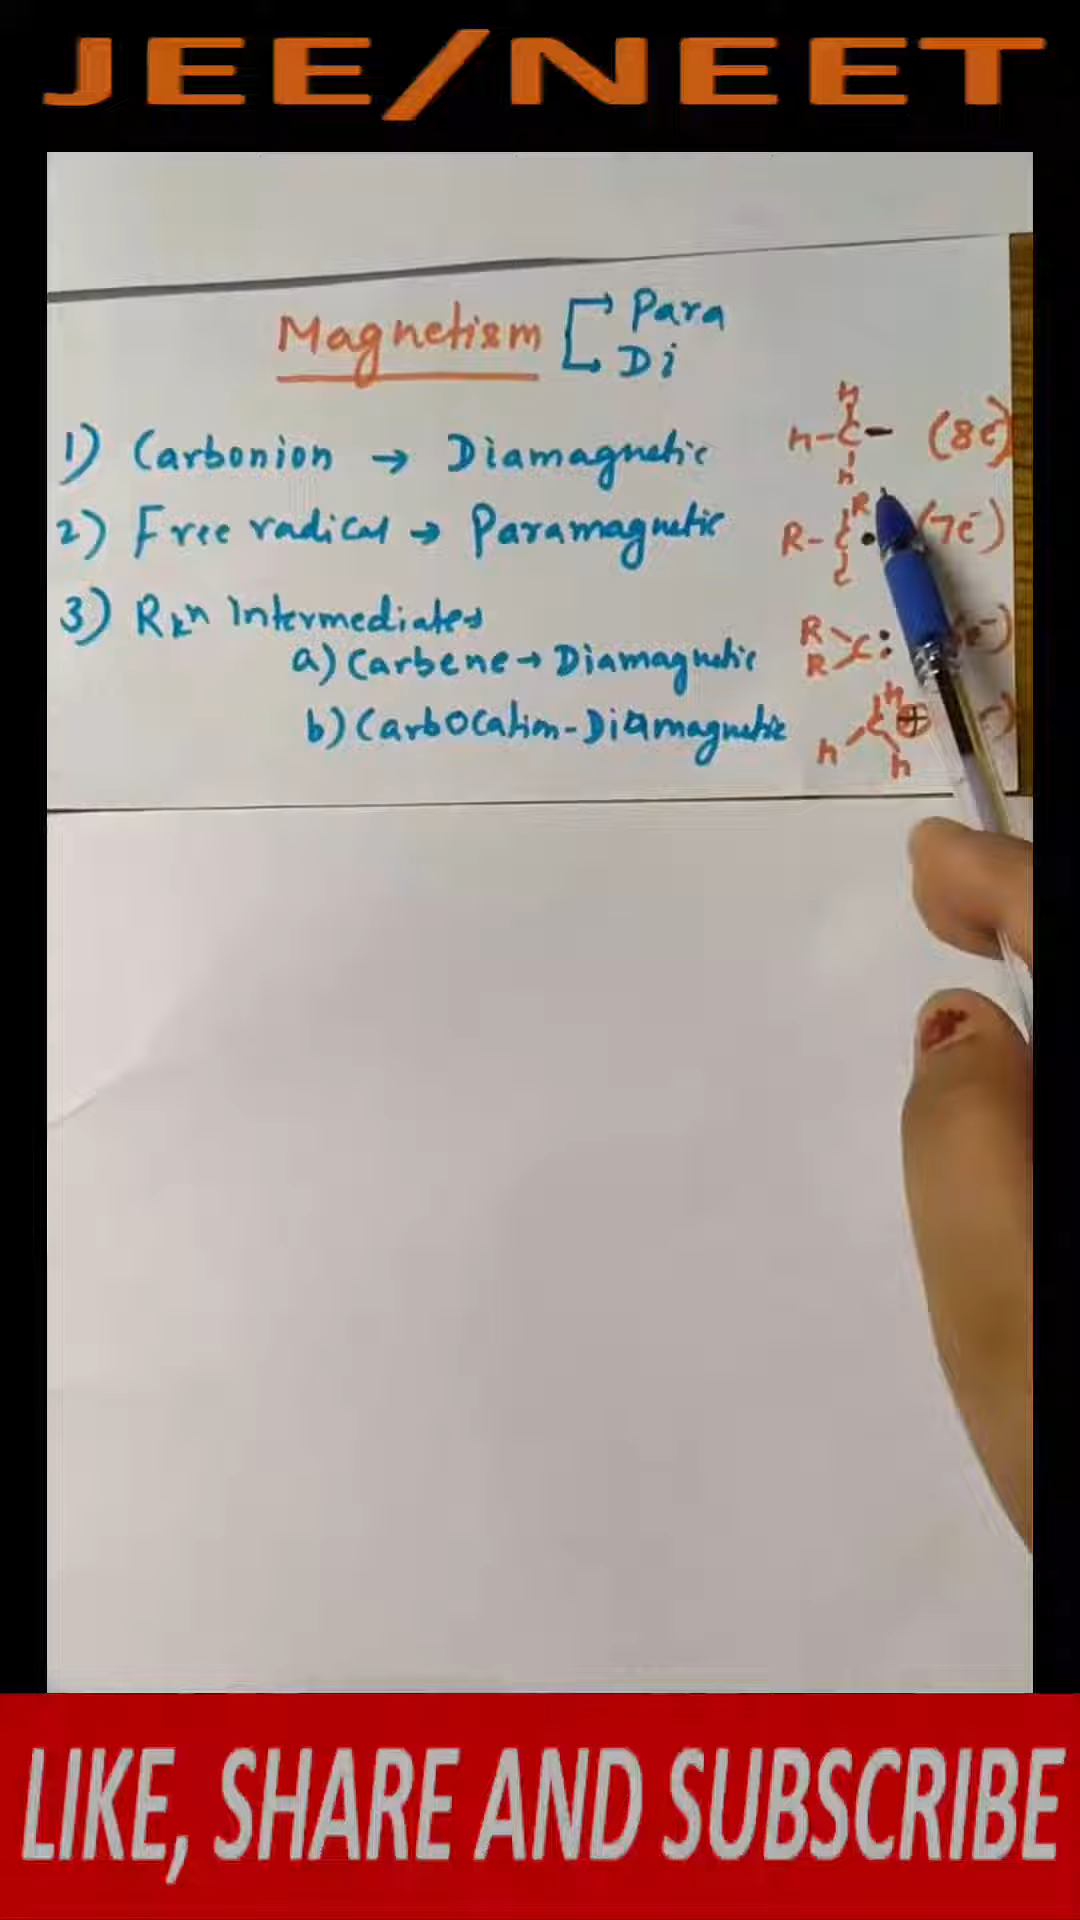 JEE/NEET
Magnetism
Para
Di
1) Carbonion → Diamagnetic
(8e⁻)
2) Free radical → Paramagnetic
R-
R
(7e⁻)
3) Rxn Intermediates
a) Carbene → Diamagnetic
R
R
C:
b) Carbocation - Diamagnetic
LIKE, SHARE AND SUBSCRIBE